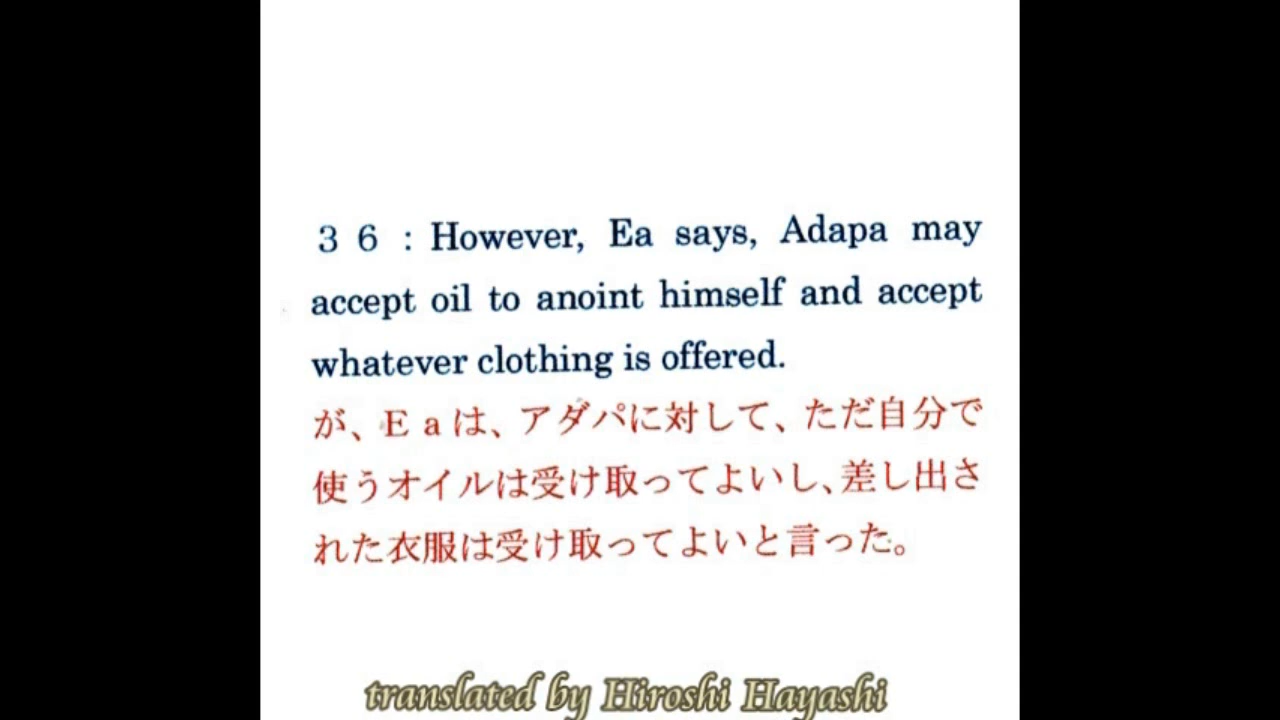 ３６：However, Ea says, Adapa may
accept oil to anoint himself and accept
whatever clothing is offered.
が、Ｅａは、アダパに対して、ただ自分で
使うオイルは受け取ってよいし、差し出さ
れた衣服は受け取ってよいと言った。
translated by Hiroshi Hayashi